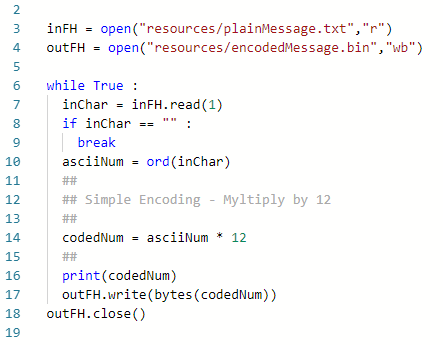 2
3 inFH = open("resources/plainMessage.txt","r")
4 outFH = open("resources/encodedMessage.bin","wb")
5
6 while True :
7 inChar = inFH.read(1)
8 if inChar == "" :
9 break
10 asciiNum = ord(inChar)
11 ##
12 ## Simple Encoding - Myltiply by 12
13 ##
14 codedNum = asciiNum * 12
15 ##
16 print(codedNum)
17 outFH.write(bytes(codedNum))
18 outFH.close()
19